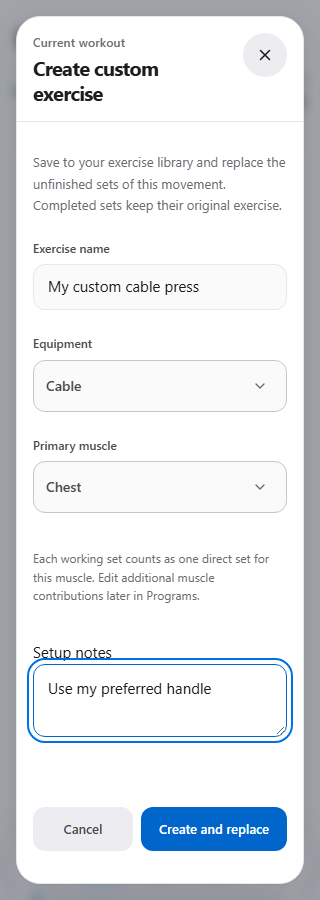 Current workout
Create custom
exercise
Save to your exercise library and replace the
unfinished sets of this movement.
Completed sets keep their original exercise.
Exercise name
My custom cable press
Equipment
Cable
Primary muscle
Chest
Each working set counts as one direct set for
this muscle. Edit additional muscle
contributions later in Programs.
Setup notes
Use my preferred handle
Cancel
Create and replace